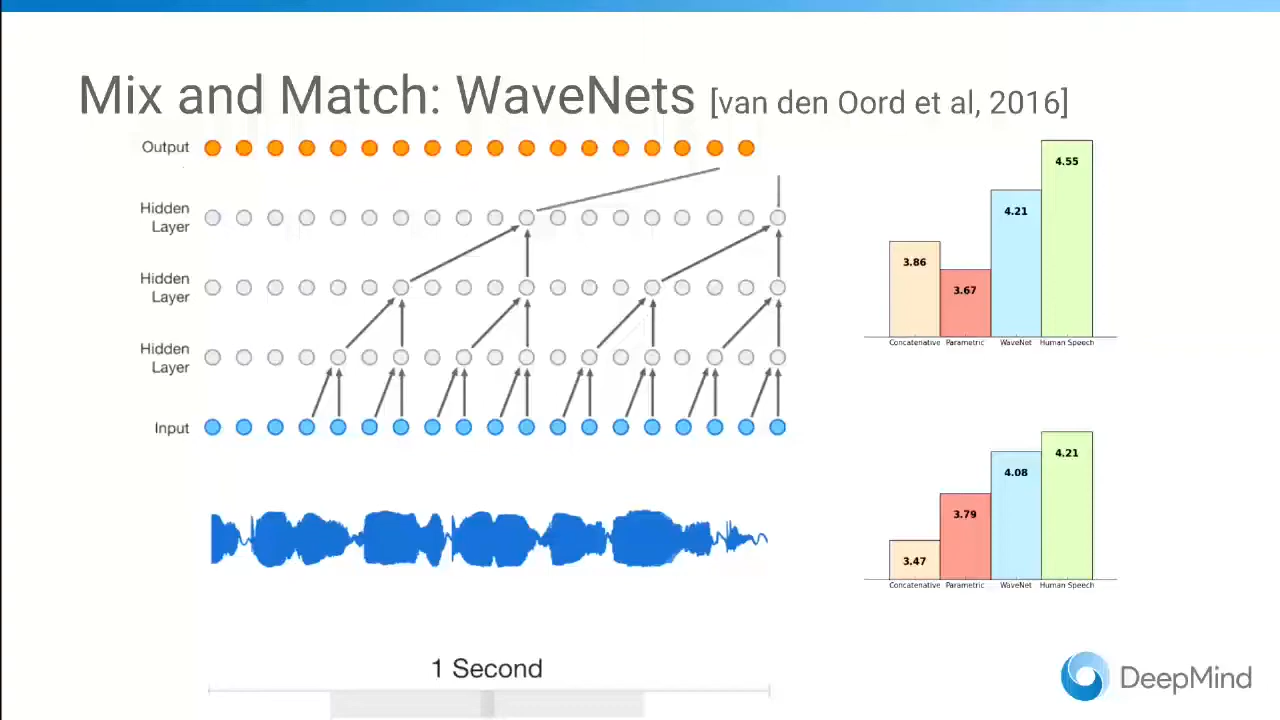 Mix and Match: WaveNets [van den Oord et al, 2016]
Output
Hidden
Layer
Hidden
Layer
Hidden
Layer
Input
1 Second
3.86
3.67
4.21
4.55
Concatenative Parametric WaveNet Human Speech
3.47
3.79
4.08
4.21
Concatenative Parametric WaveNet Human Speech
DeepMind